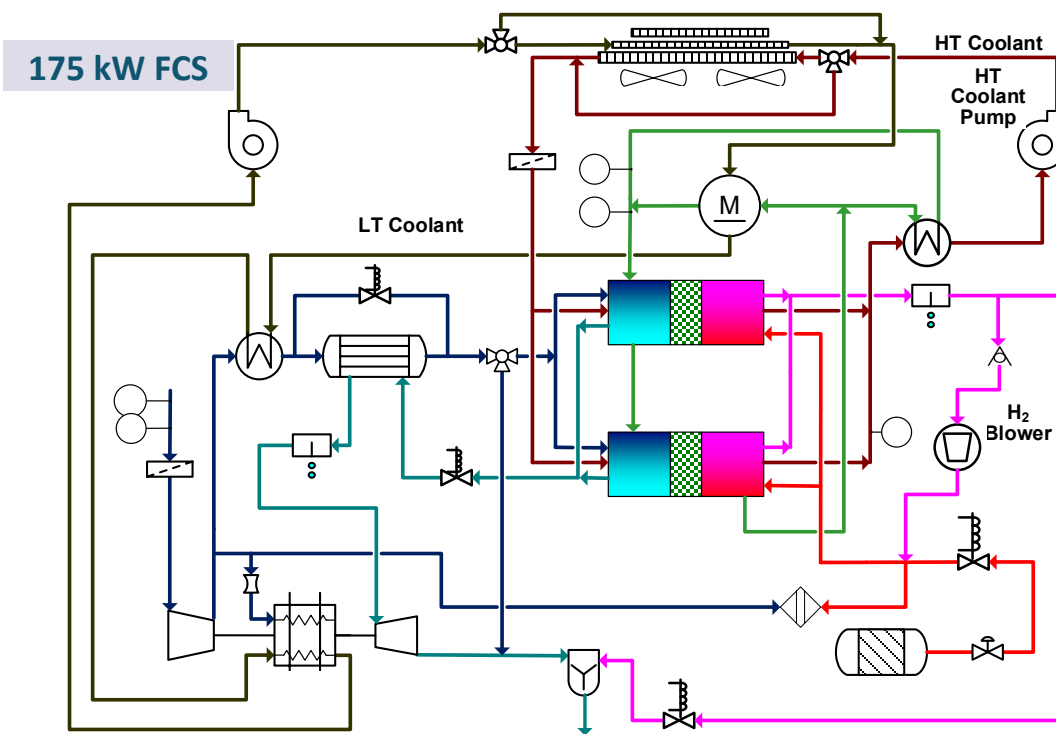 175 kW FCS
HT Coolant
HT
Coolant
Pump
M
LT Coolant
H2
Blower